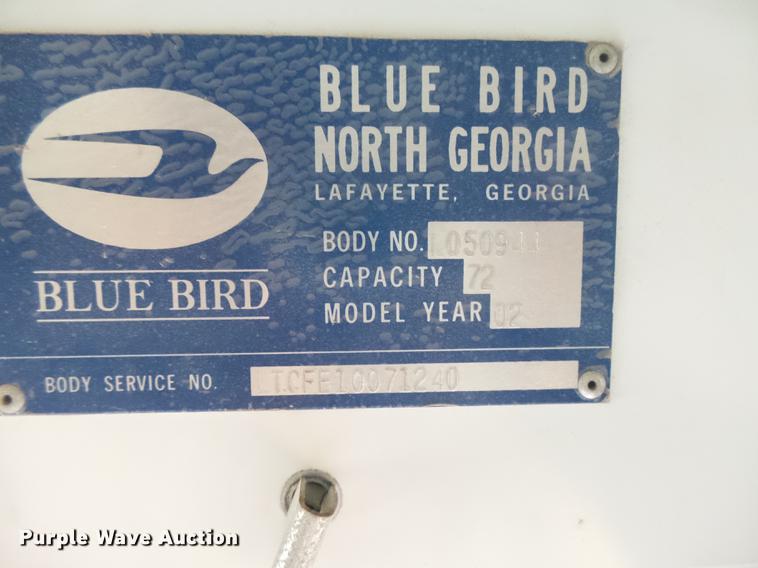 BLUE BIRD
NORTH GEORGIA
LAFAYETTE, GEORGIA
BLUE BIRD
BODY NO.
CAPACITY 72
MODEL YEAR 02
BODY SERVICE NO. TCFE10071240
Purple Wave Auction